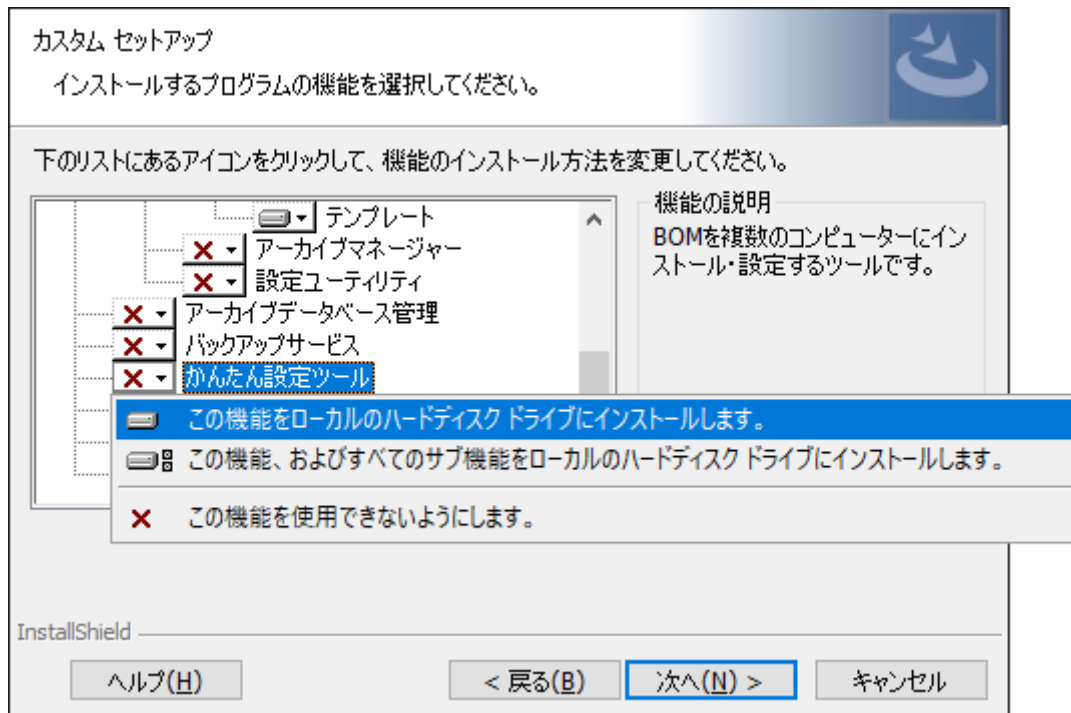 カスタム セットアップ
インストールするプログラムの機能を選択してください。
下のリストにあるアイコンをクリックして、機能のインストール方法を変更してください。
テンプレート
アーカイブマネージャー
設定ユーティリティ
アーカイブデータベース管理
バックアップサービス
かんたん設定ツール
機能の説明
BOMを複数のコンピューターにイン
ストール・設定するツールです。
この機能をローカルのハードディスク ドライブにインストールします。
この機能、およびすべてのサブ機能をローカルのハードディスク ドライブにインストールします。
この機能を使用できないようにします。
InstallShield
ヘルプ(H)
< 戻る(B)
次へ(N) >
キャンセル